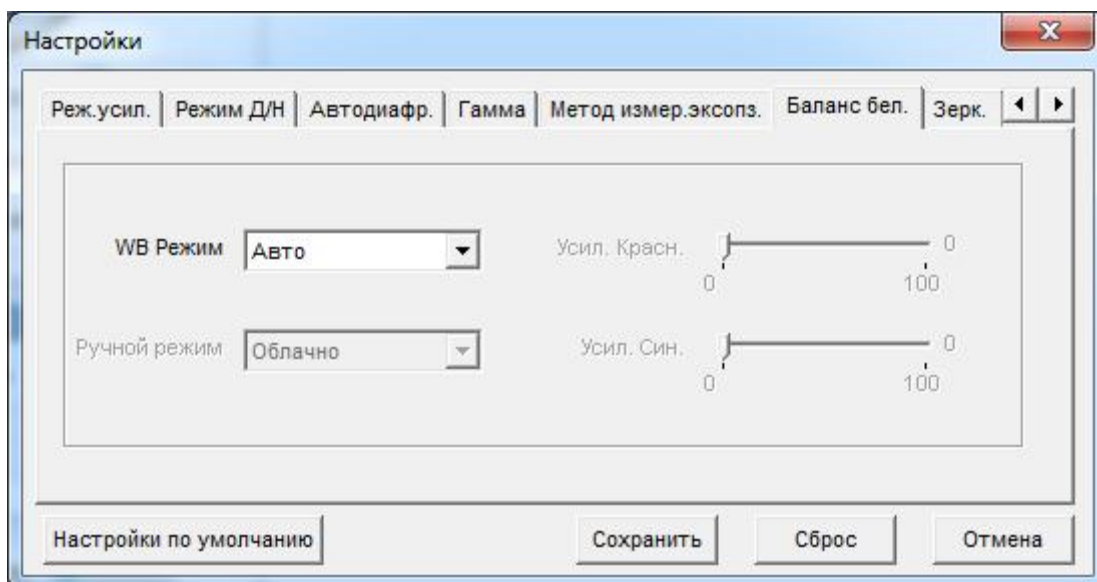 Настройки
Реж.усил. Режим Д/Н Автодиафр. Гамма Метод измер.эксопз. Баланс бел. Зерк.
WB Режим Авто Усил. Красн. 0
0 100
Ручной режим Облачно Усил. Син. 0
0 100
Настройки по умолчанию Сохранить Сброс Отмена